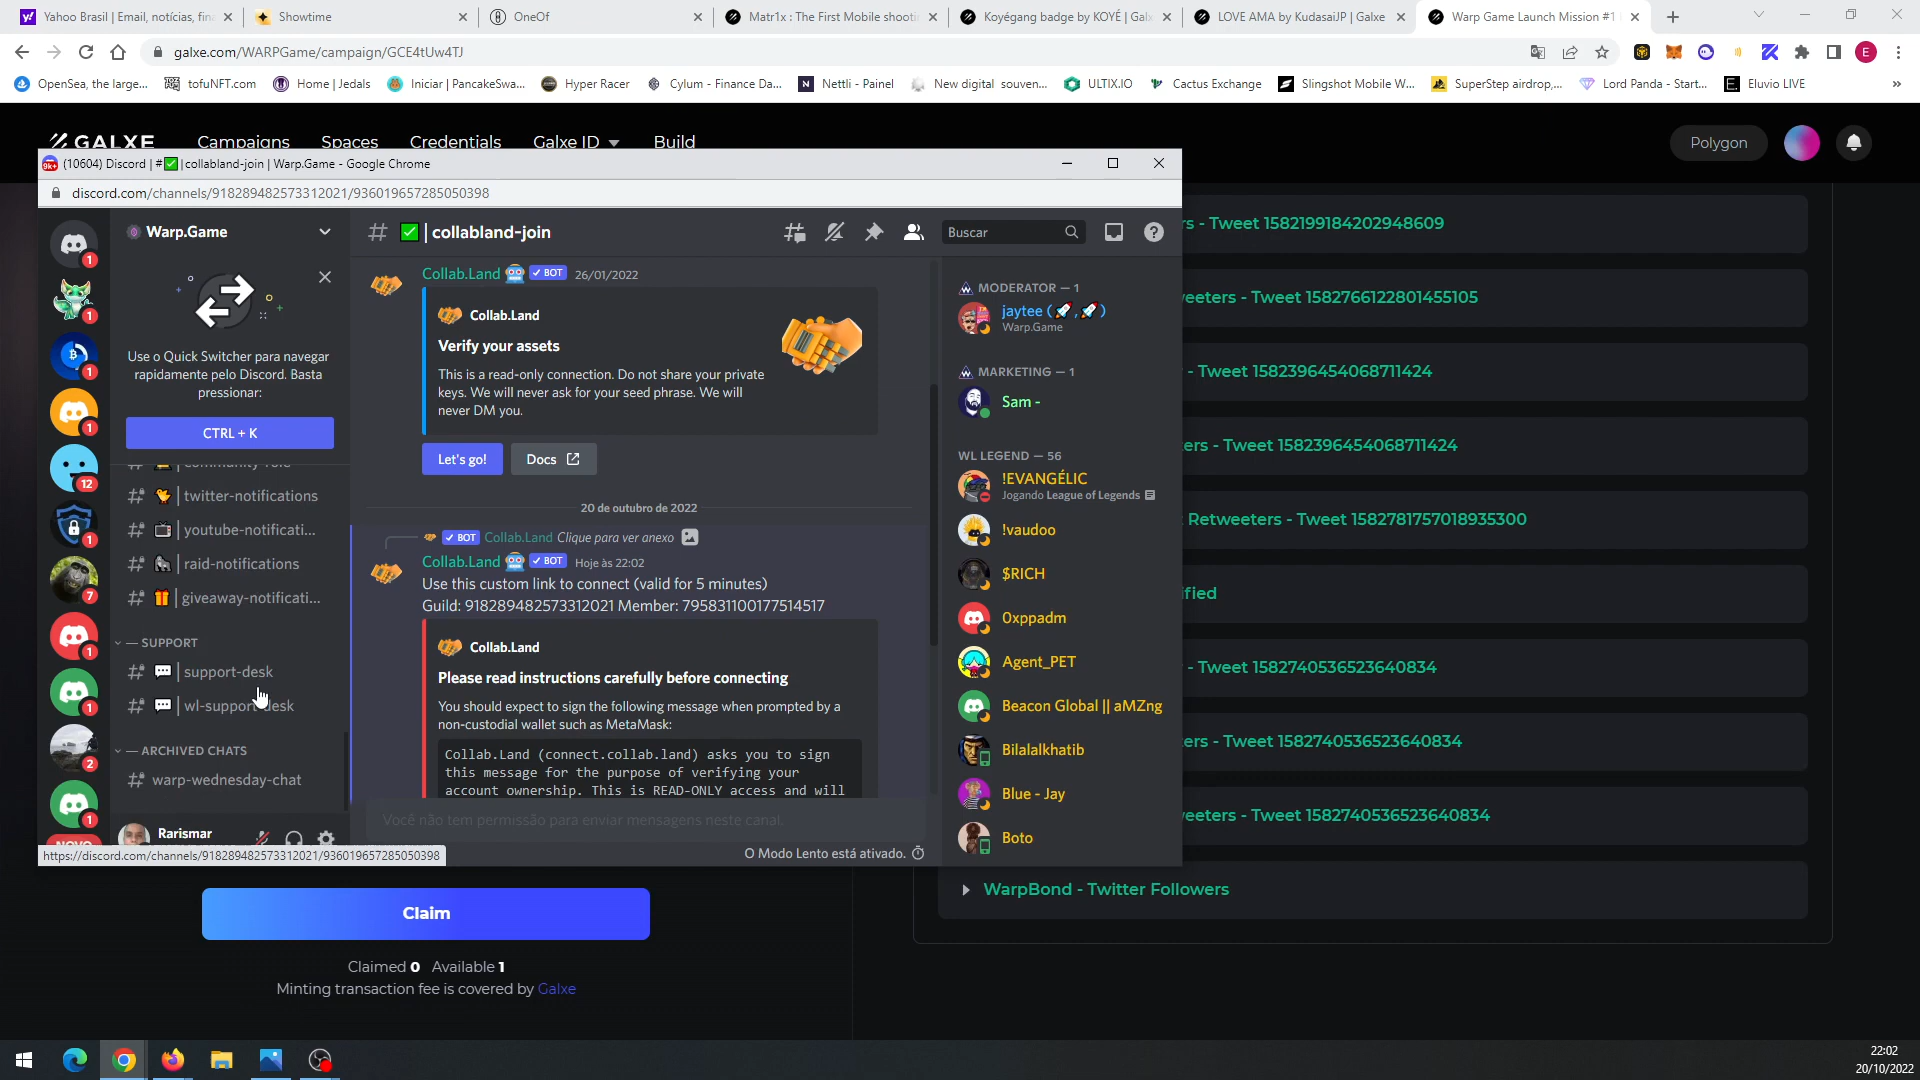 Yahoo Brasil | Email, notícias, fin
Showtime
OneOf
Matr1x : The First Mobile shooti
Koyégang badge by KOYÉ | Gal
LOVE AMA by KudasaiJP | Galxe
Warp Game Launch Mission #1
galxe.com/WARPGame/campaign/GCE4tUw4TJ
E
OpenSea, the large...
tofuNFT.com
Home | Jedals
Iniciar | PancakeSwa...
Hyper Racer
Cylum - Finance Da...
Nettli - Painel
New digital souven...
ULTIX.IO
Cactus Exchange
Slingshot Mobile W...
SuperStep airdrop,...
Lord Panda - Start...
Eluvio LIVE
»
GALXE
Campaigns
Spaces
Credentials
Galxe ID
Build
Polygon
(10604) Discord | #✅ | collabland-join | Warp.Game - Google Chrome
discord.com/channels/918289482573312021/936019657285050398
Warp.Game
# ✅ | collabland-join
Buscar
Use o Quick Switcher para navegar
rapidamente pelo Discord. Basta
pressionar:
CTRL + K
twitter-notifications
youtube-notificati...
raid-notifications
giveaway-notificati...
— SUPPORT
support-desk
wl-support-desk
— ARCHIVED CHATS
warp-wednesday-chat
Rarismar
https://discord.com/channels/918289482573312021/936019657285050398
Collab.Land 🤖 ✓ BOT 26/01/2022
Collab.Land
Verify your assets
This is a read-only connection. Do not share your private
keys. We will never ask for your seed phrase. We will
never DM you.
Let's go!
Docs
20 de outubro de 2022
✓ BOT Collab.Land Clique para ver anexo
Collab.Land 🤖 ✓ BOT Hoje às 22:02
Use this custom link to connect (valid for 5 minutes)
Guild: 918289482573312021 Member: 795831100177514517
Collab.Land
Please read instructions carefully before connecting
You should expect to sign the following message when prompted by a
non-custodial wallet such as MetaMask:
Collab.Land (connect.collab.land) asks you to sign
this message for the purpose of verifying your
account ownership. This is READ-ONLY access and will
Você não tem permissão para enviar mensagens neste canal.
O Modo Lento está ativado.
MODERATOR — 1
jaytee (🚀,🚀)
Warp.Game
MARKETING — 1
Sam -
WL LEGEND — 56
!EVANGÉLIC
Jogando League of Legends
!vaudoo
$RICH
0xppadm
Agent_PET
Beacon Global || aMZng
Bilalalkhatib
Blue - Jay
Boto
rs - Tweet 1582199184202948609
eeters - Tweet 1582766122801455105
- Tweet 1582396454068711424
ers - Tweet 1582396454068711424
Retweeters - Tweet 1582781757018935300
ified
- Tweet 1582740536523640834
ers - Tweet 1582740536523640834
eeters - Tweet 1582740536523640834
WarpBond - Twitter Followers
Claim
Claimed 0 Available 1
Minting transaction fee is covered by Galxe
22:02
20/10/2022